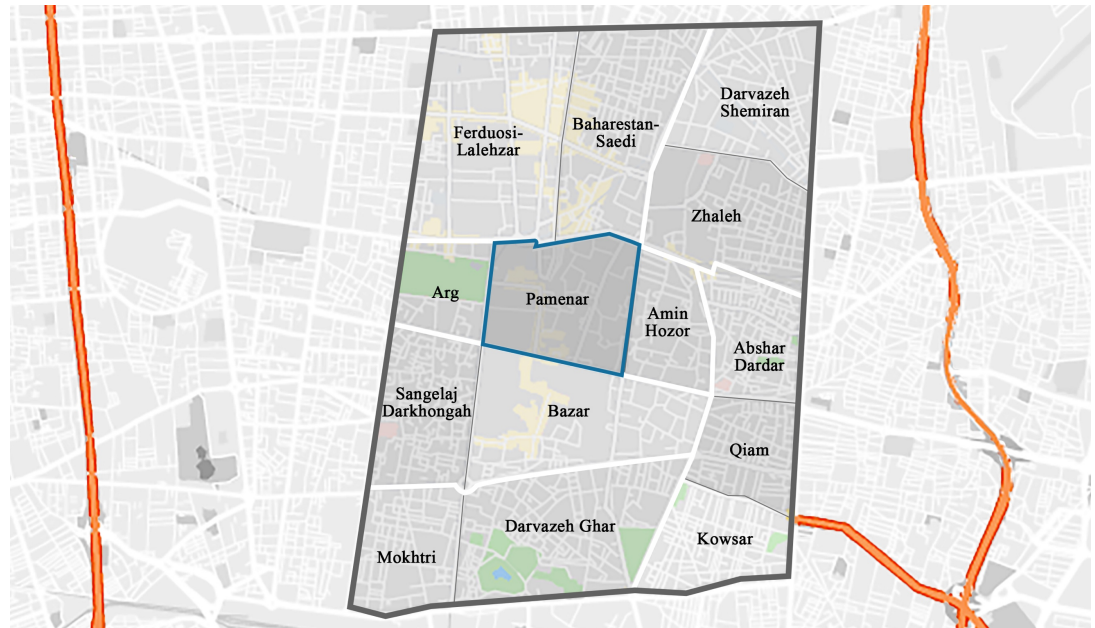 Darvazeh
Shemiran
Ferduosi-
Lalehzar
Baharestan-
Saedi
Zhaleh
Arg
Pamenar
Amin
Hozor
Abshar
Dardar
Sangelaj
Darkhongah
Bazar
Qiam
Darvazeh Ghar
Kowsar
Mokhtri